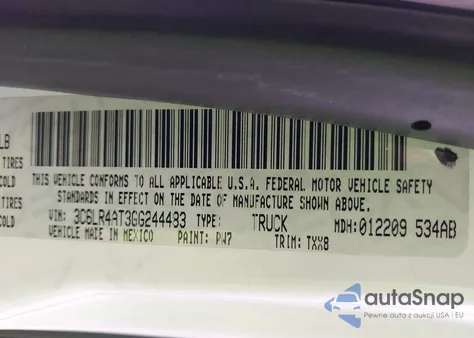 LB
TIRES
COLD
TIRES
COLD
THIS VEHICLE CONFORMS TO ALL APPLICABLE U.S.A. FEDERAL MOTOR VEHICLE SAFETY
STANDARDS IN EFFECT ON THE DATE OF MANUFACTURE SHOWN ABOVE.
VIN: 3C6LR4AT3GG244483 TYPE: TRUCK MDH: 012209 534AB
VEHICLE MADE IN MEXICO PAINT: PW7 TRIM: TXX8
autoSnap
Pewne auta z aukcji USA i EU